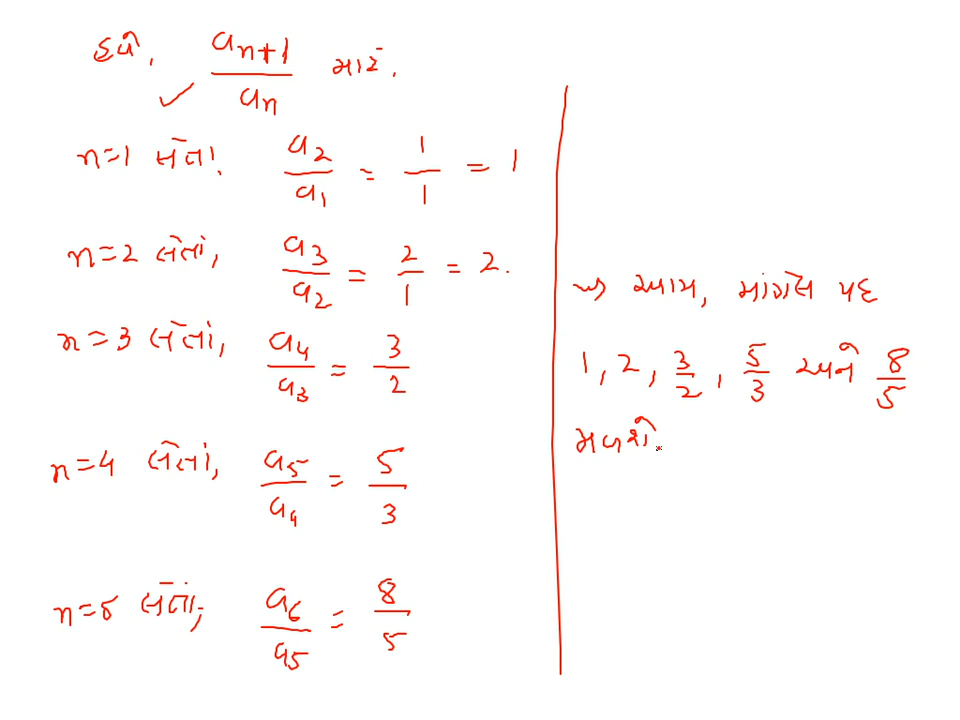 હવે, a_{n+1}/a_n માટે.
✓
n=1 લેતાં, a_2/a_1 = 1/1 = 1
n=2 લેતાં, a_3/a_2 = 2/1 = 2.
n=3 લેતાં, a_4/a_3 = 3/2
n=4 લેતાં, a_5/a_4 = 5/3
n=5 લેતાં, a_6/a_5 = 8/5
→ આમ, માંગેલ પદ
1, 2, 3/2, 5/3 અને 8/5
મળશે.